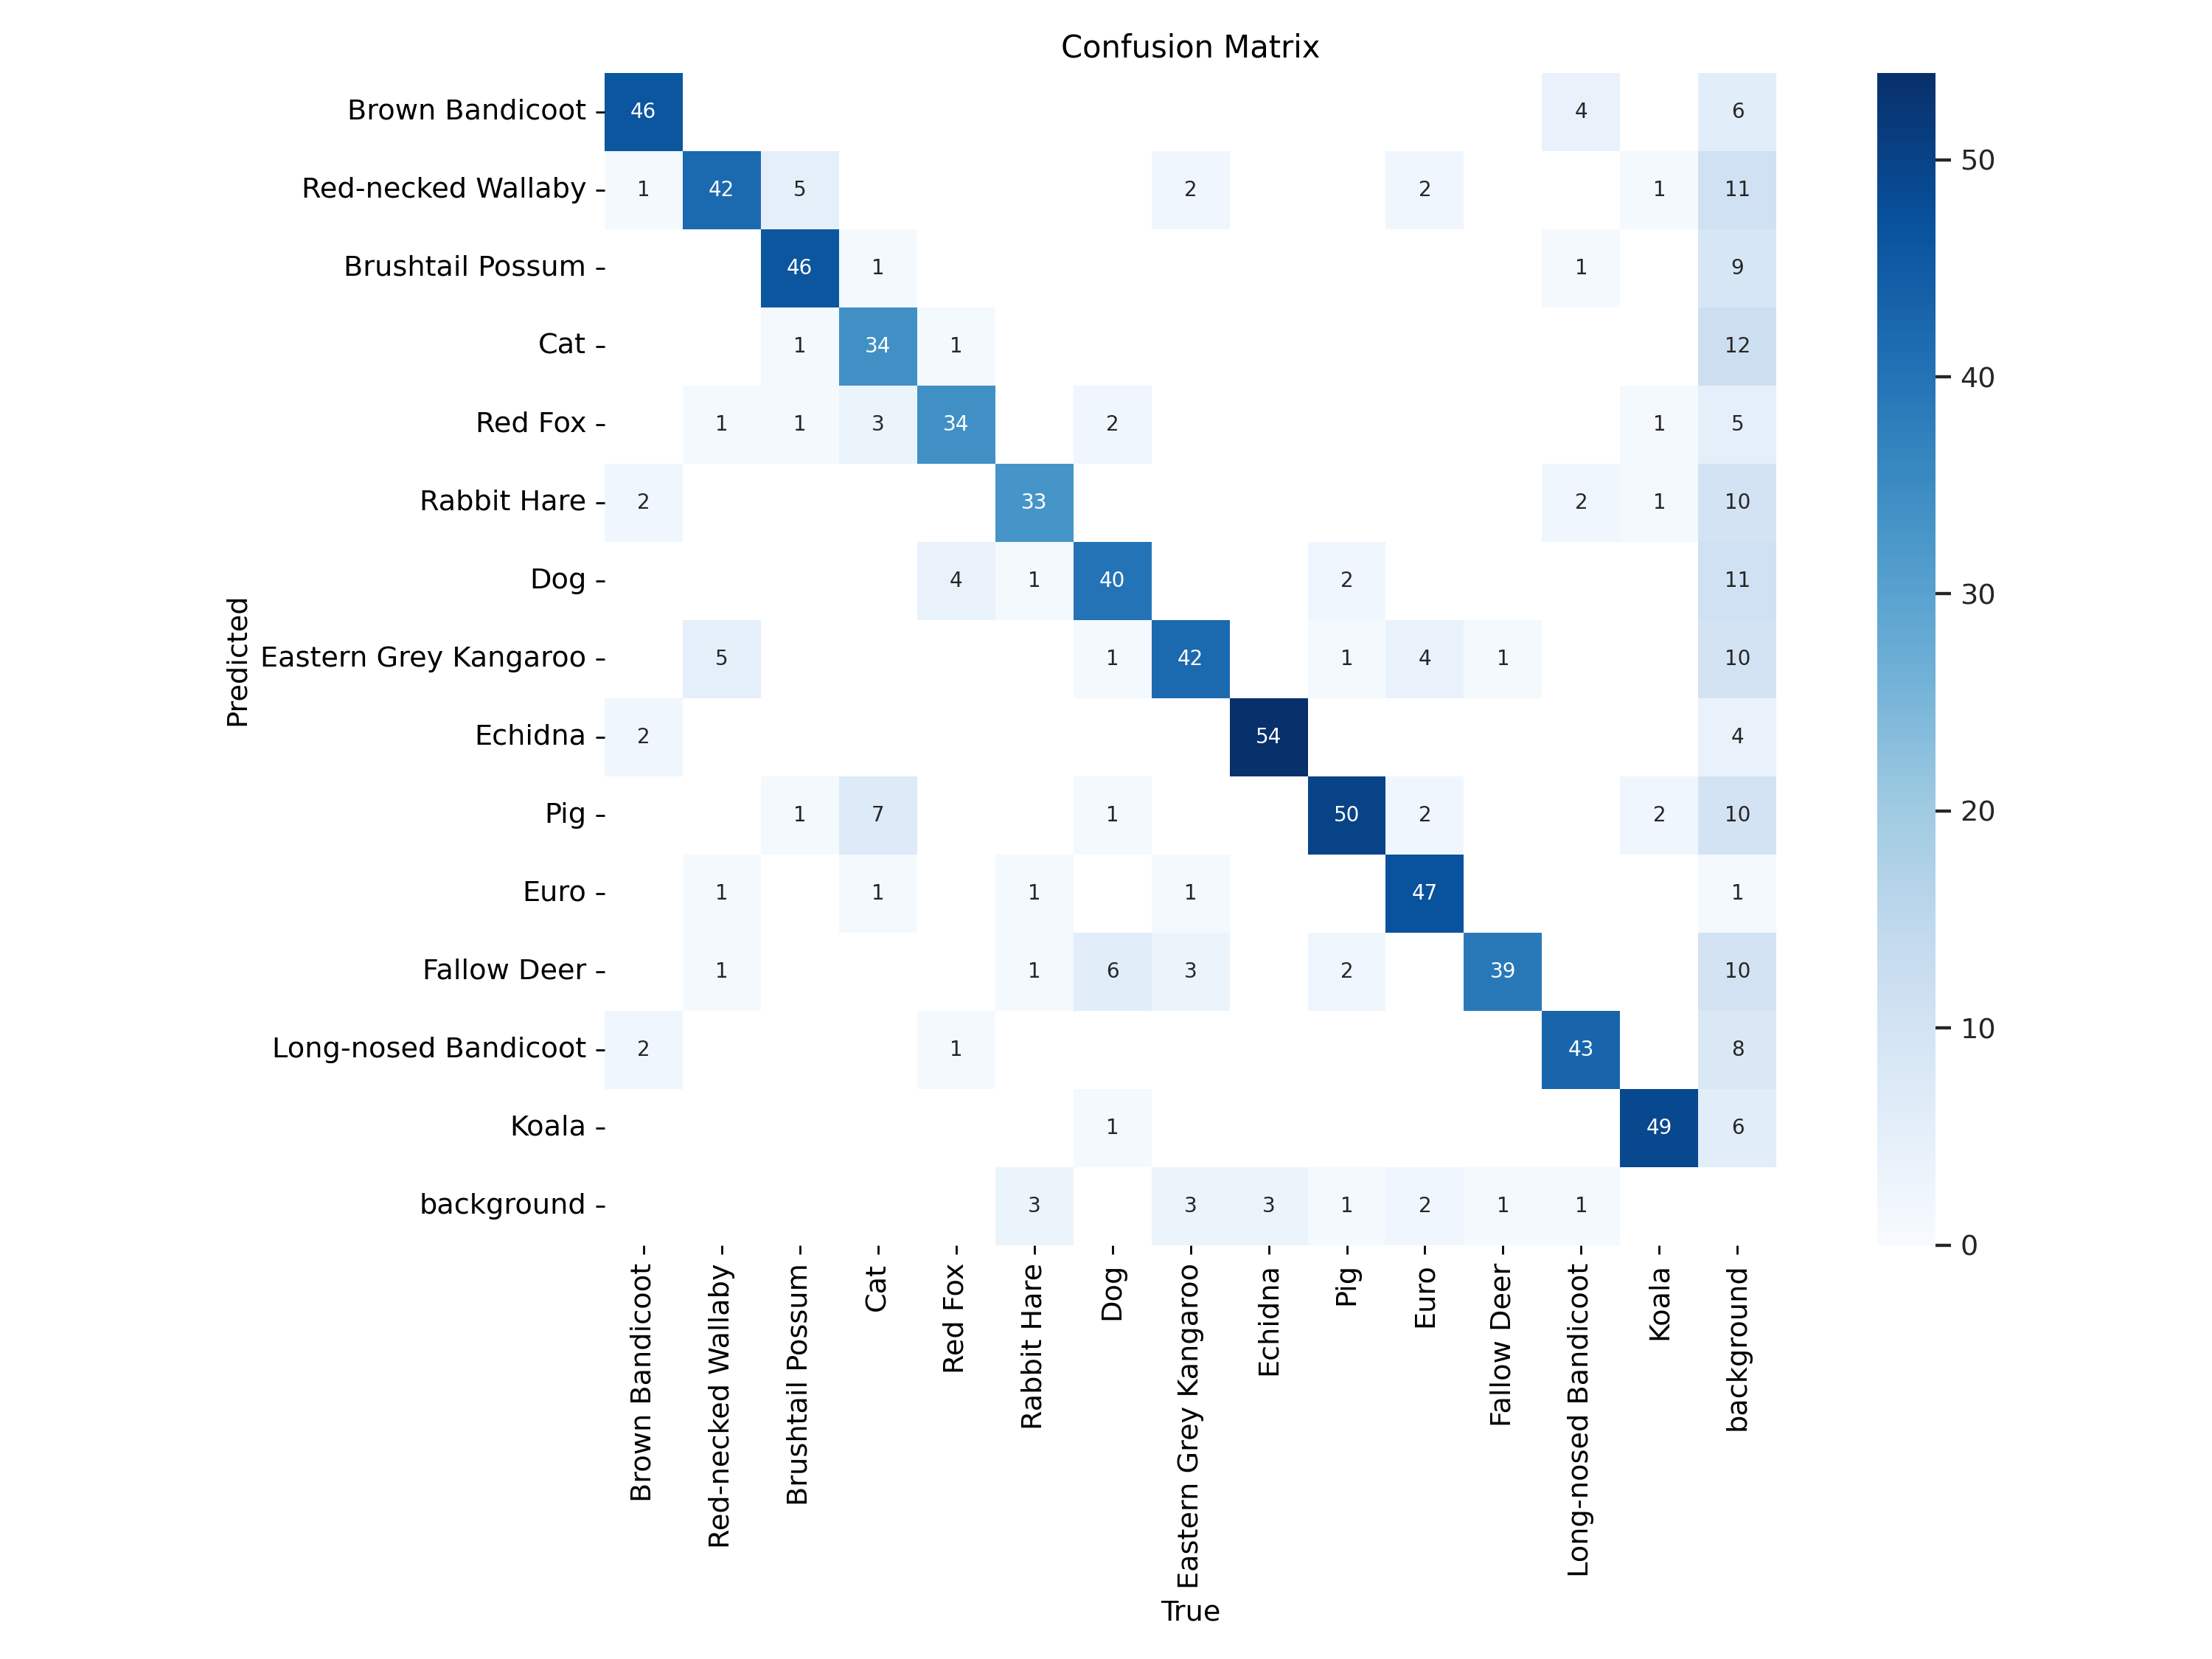 Confusion Matrix
Brown Bandicoot 46 4 6
Red-necked Wallaby 1 42 5 2 2 1 11
Brushtail Possum 46 1 1 9
Cat 1 34 1 12
Red Fox 1 1 3 34 2 1 5
Rabbit Hare 2 33 2 1 10
Dog 4 1 40 2 11
Eastern Grey Kangaroo 5 1 42 1 4 1 10
Echidna 2 54 4
Pig 1 7 1 50 2 2 10
Euro 1 1 1 1 47 1
Fallow Deer 1 1 6 3 2 39 10
Long-nosed Bandicoot 2 1 43 8
Koala 1 49 6
background 3 3 3 1 2 1 1
Predicted
Brown Bandicoot
Red-necked Wallaby
Brushtail Possum
Cat
Red Fox
Rabbit Hare
Dog
Eastern Grey Kangaroo
Echidna
Pig
Euro
Fallow Deer
Long-nosed Bandicoot
Koala
background
True
50
40
30
20
10
0